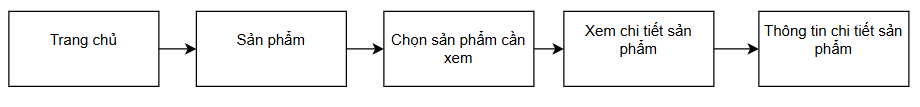 Trang chủ
Sản phẩm
Chọn sản phẩm cần
xem
Xem chi tiết sản
phẩm
Thông tin chi tiết sản
phẩm